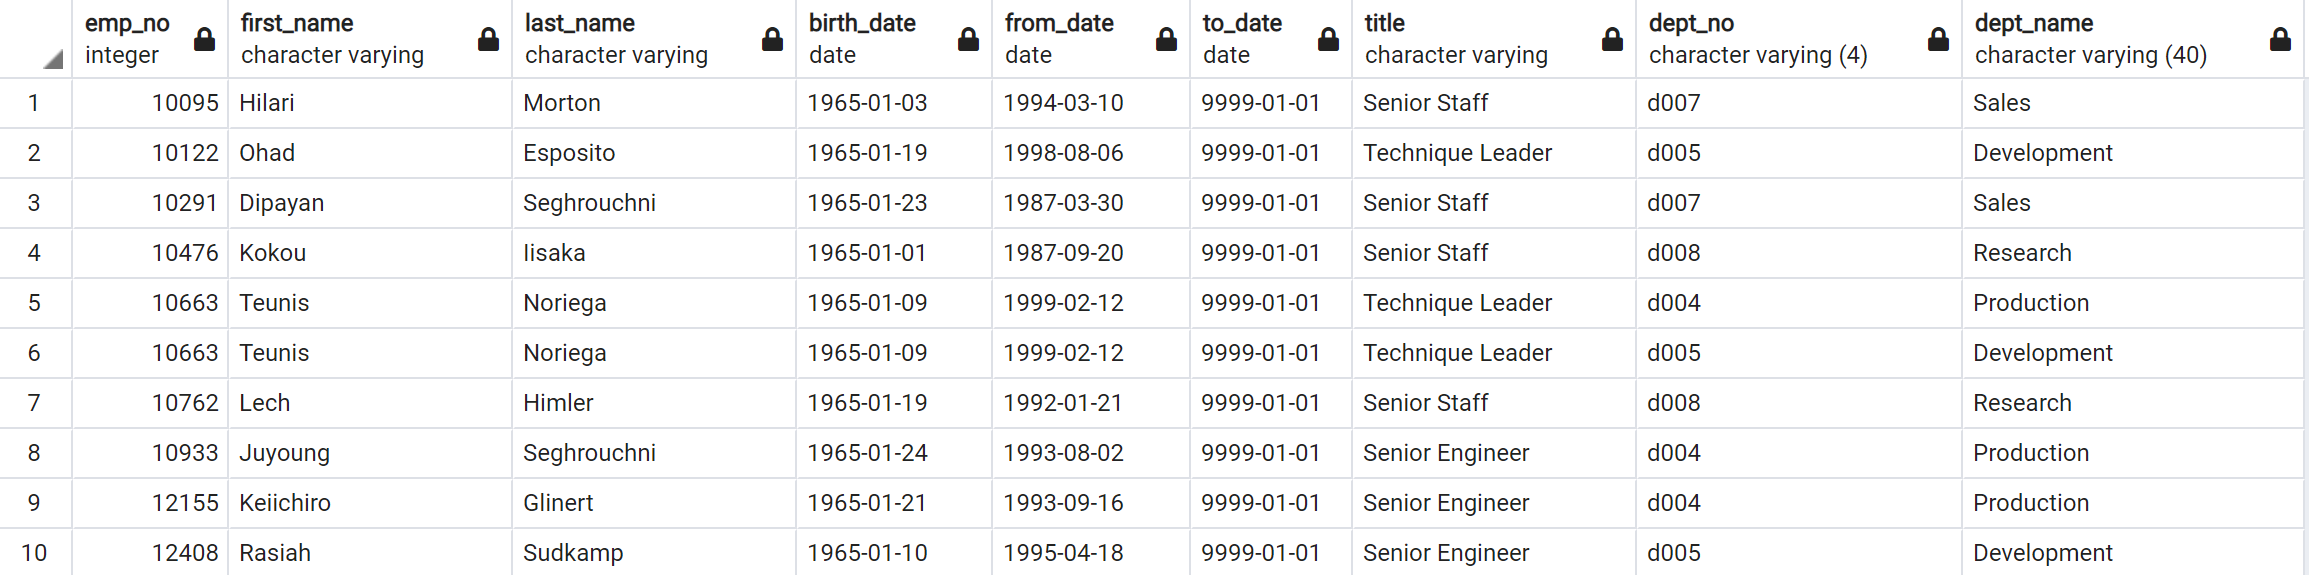 emp_no first_name last_name birth_date from_date to_date title dept_no dept_name
integer character varying character varying date date date character varying character varying (4) character varying (40)
1 10095 Hilari Morton 1965-01-03 1994-03-10 9999-01-01 Senior Staff d007 Sales
2 10122 Ohad Esposito 1965-01-19 1998-08-06 9999-01-01 Technique Leader d005 Development
3 10291 Dipayan Seghrouchni 1965-01-23 1987-03-30 9999-01-01 Senior Staff d007 Sales
4 10476 Kokou Iisaka 1965-01-01 1987-09-20 9999-01-01 Senior Staff d008 Research
5 10663 Teunis Noriega 1965-01-09 1999-02-12 9999-01-01 Technique Leader d004 Production
6 10663 Teunis Noriega 1965-01-09 1999-02-12 9999-01-01 Technique Leader d005 Development
7 10762 Lech Himler 1965-01-19 1992-01-21 9999-01-01 Senior Staff d008 Research
8 10933 Juyoung Seghrouchni 1965-01-24 1993-08-02 9999-01-01 Senior Engineer d004 Production
9 12155 Keiichiro Glinert 1965-01-21 1993-09-16 9999-01-01 Senior Engineer d004 Production
10 12408 Rasiah Sudkamp 1965-01-10 1995-04-18 9999-01-01 Senior Engineer d005 Development